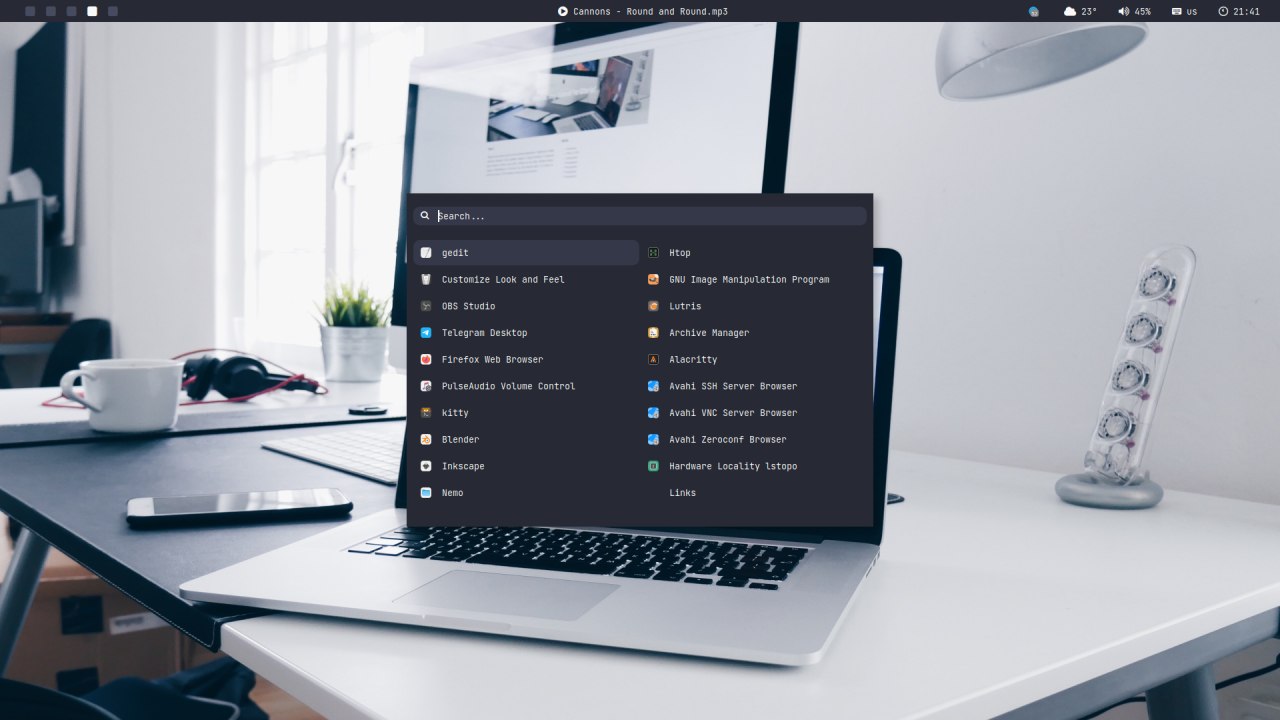 Cannons - Round and Round.mp3
23°
45%
us
21:41
Search...
gedit
Customize Look and Feel
OBS Studio
Telegram Desktop
Firefox Web Browser
PulseAudio Volume Control
kitty
Blender
Inkscape
Nemo
Htop
GNU Image Manipulation Program
Lutris
Archive Manager
Alacritty
Avahi SSH Server Browser
Avahi VNC Server Browser
Avahi Zeroconf Browser
Hardware Locality lstopo
Links